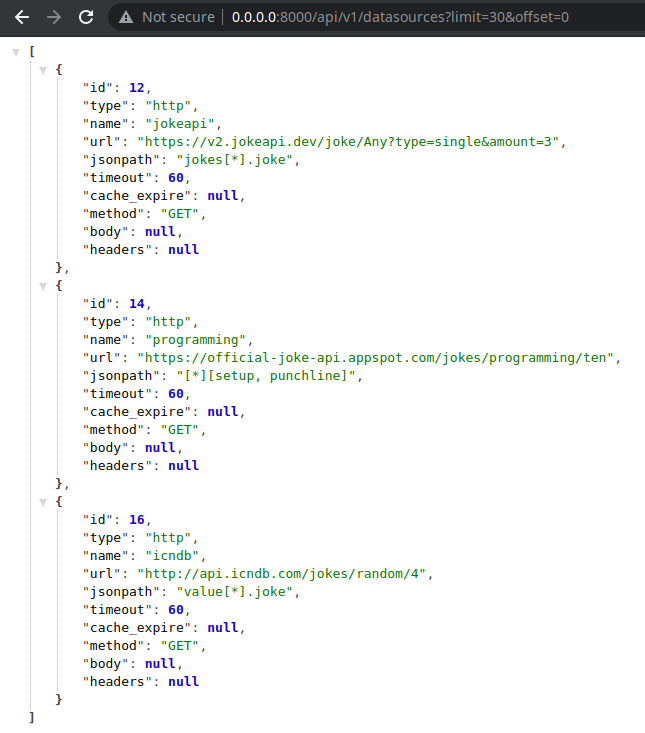 Not secure | 0.0.0.0:8000/api/v1/datasources?limit=30&offset=0
[
{
"id": 12,
"type": "http",
"name": "jokeapi",
"url": "https://v2.jokeapi.dev/joke/Any?type=single&amount=3",
"jsonpath": "jokes[*].joke",
"timeout": 60,
"cache_expire": null,
"method": "GET",
"body": null,
"headers": null
},
{
"id": 14,
"type": "http",
"name": "programming",
"url": "https://official-joke-api.appspot.com/jokes/programming/ten",
"jsonpath": "[*][setup, punchline]",
"timeout": 60,
"cache_expire": null,
"method": "GET",
"body": null,
"headers": null
},
{
"id": 16,
"type": "http",
"name": "icndb",
"url": "http://api.icndb.com/jokes/random/4",
"jsonpath": "value[*].joke",
"timeout": 60,
"cache_expire": null,
"method": "GET",
"body": null,
"headers": null
}
]